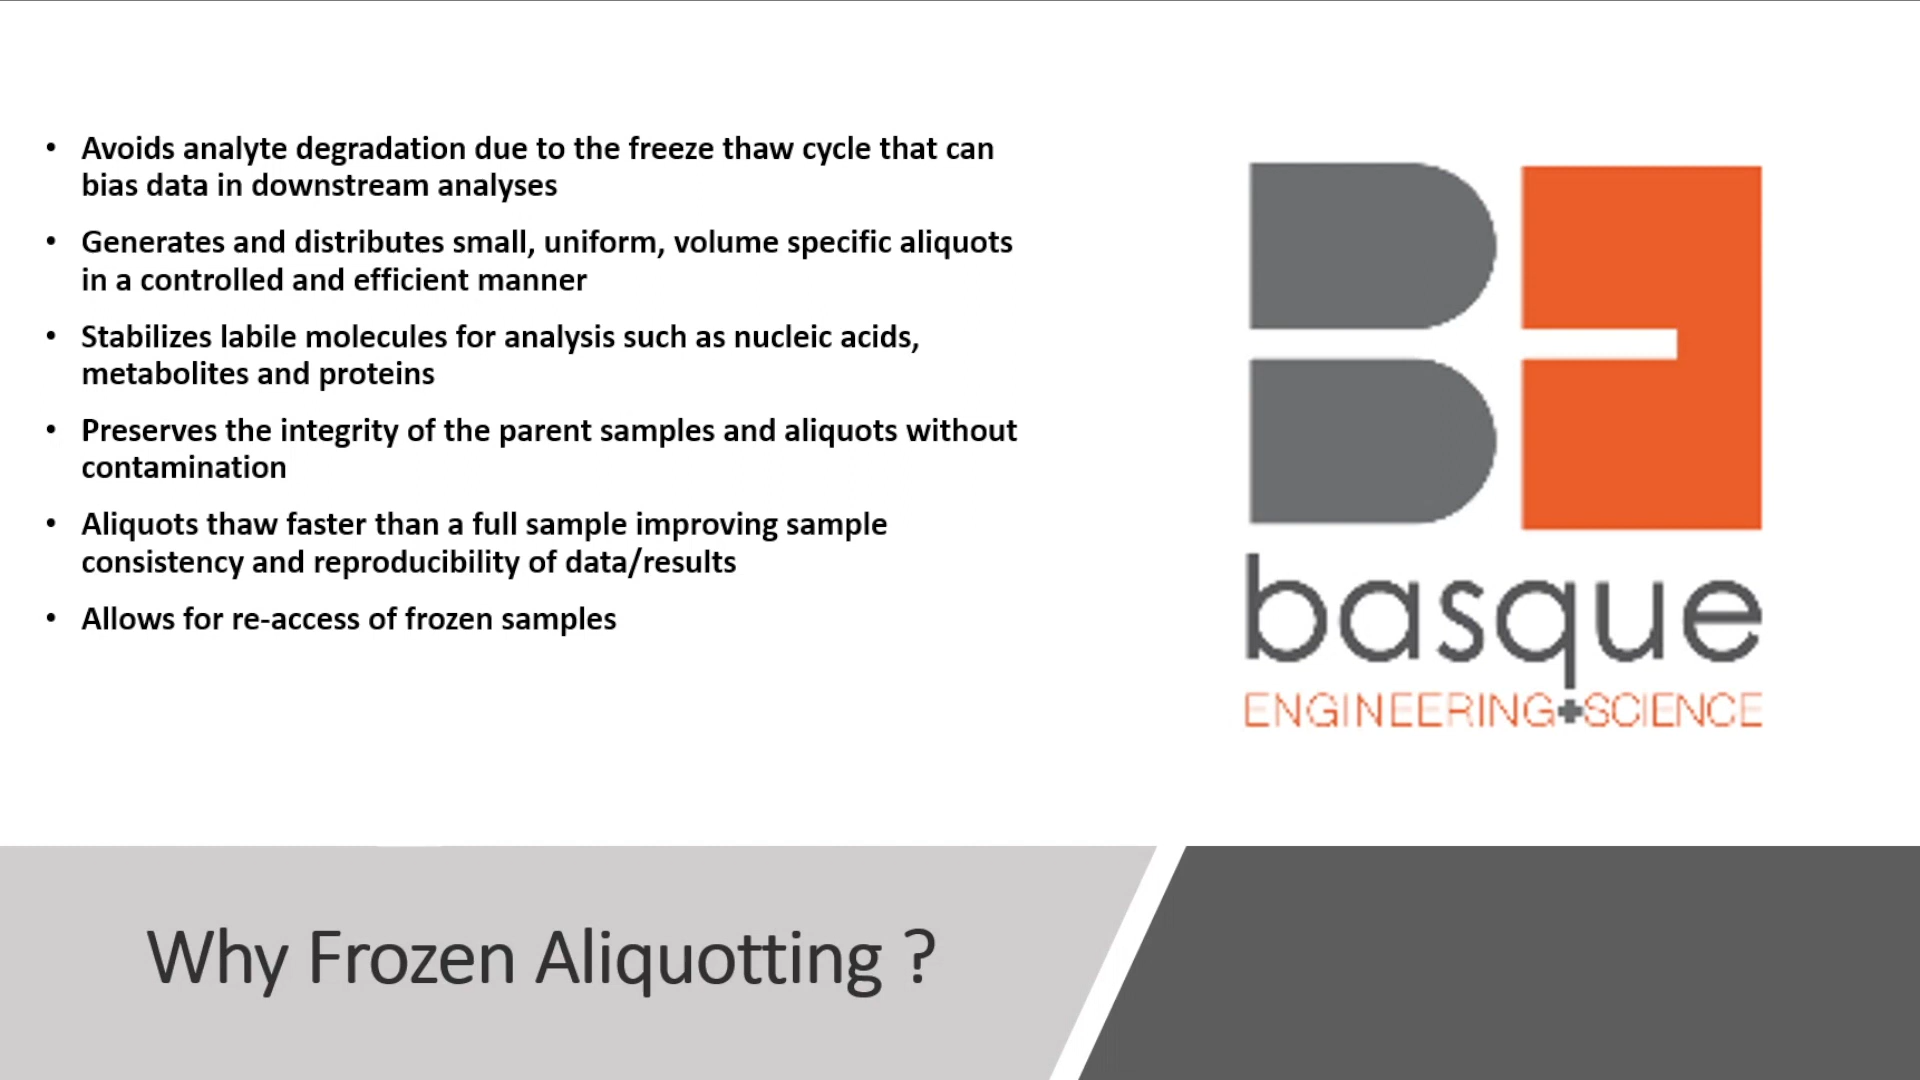 • Avoids analyte degradation due to the freeze thaw cycle that can
bias data in downstream analyses
• Generates and distributes small, uniform, volume specific aliquots
in a controlled and efficient manner
• Stabilizes labile molecules for analysis such as nucleic acids,
metabolites and proteins
• Preserves the integrity of the parent samples and aliquots without
contamination
• Aliquots thaw faster than a full sample improving sample
consistency and reproducibility of data/results
• Allows for re-access of frozen samples
BE
basque
ENGINEERING+SCIENCE
Why Frozen Aliquotting ?